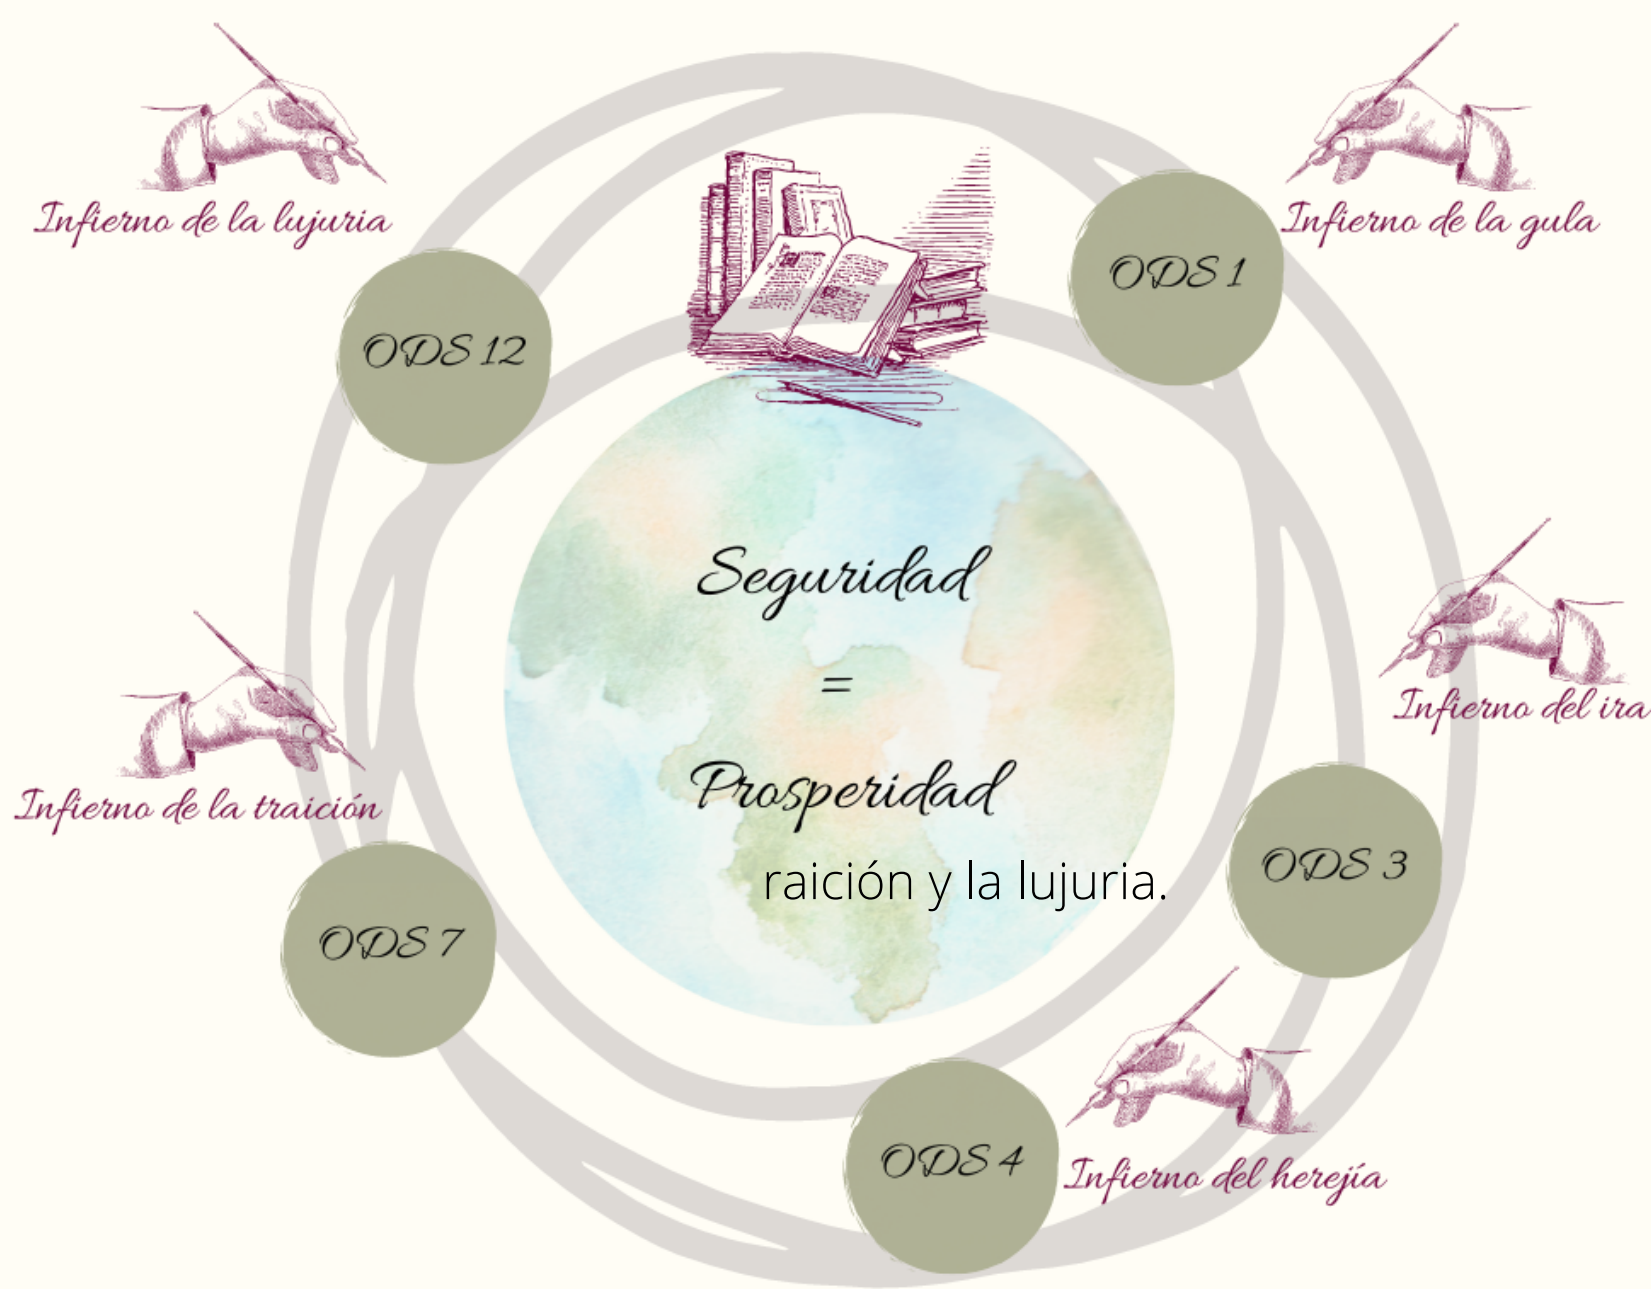 Infierno de la lujuria
Infierno de la gula
ODS 1
ODS 12
Seguridad
=
Prosperidad
raición y la lujuria.
Infierno del ira
Infierno de la traición
ODS 3
ODS 7
ODS 4
Infierno del herejía